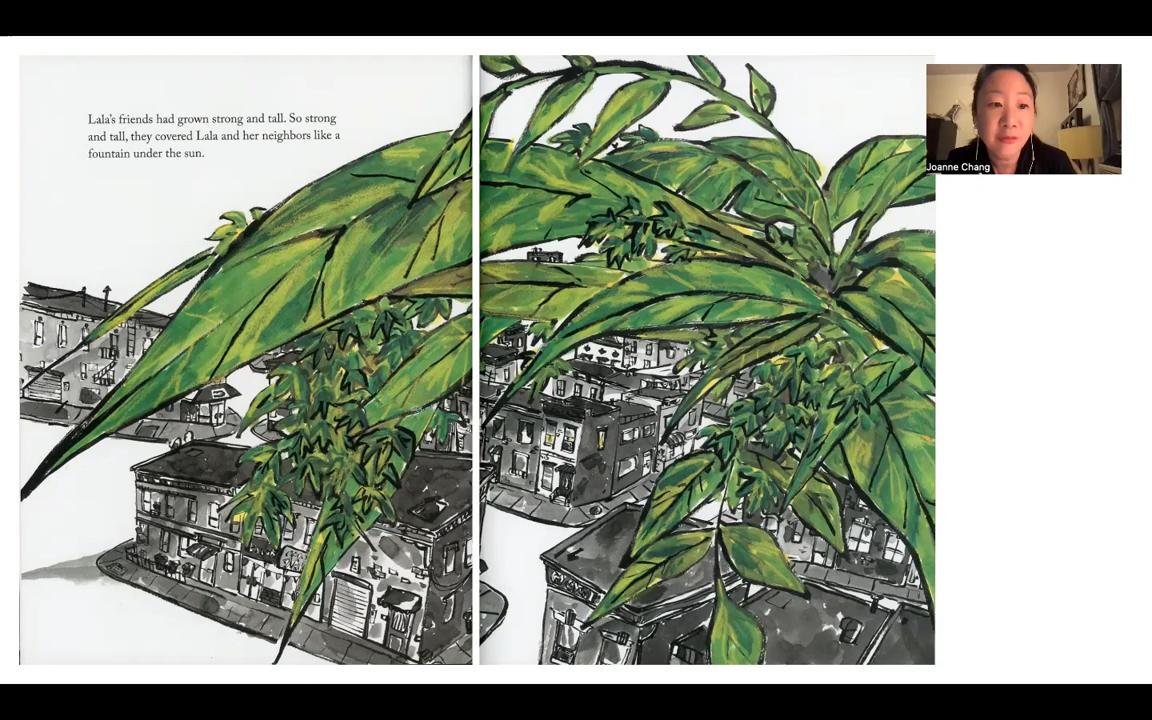 Lala's friends had grown strong and tall. So strong
and tall, they covered Lala and her neighbors like a
fountain under the sun.
Joanne Chang